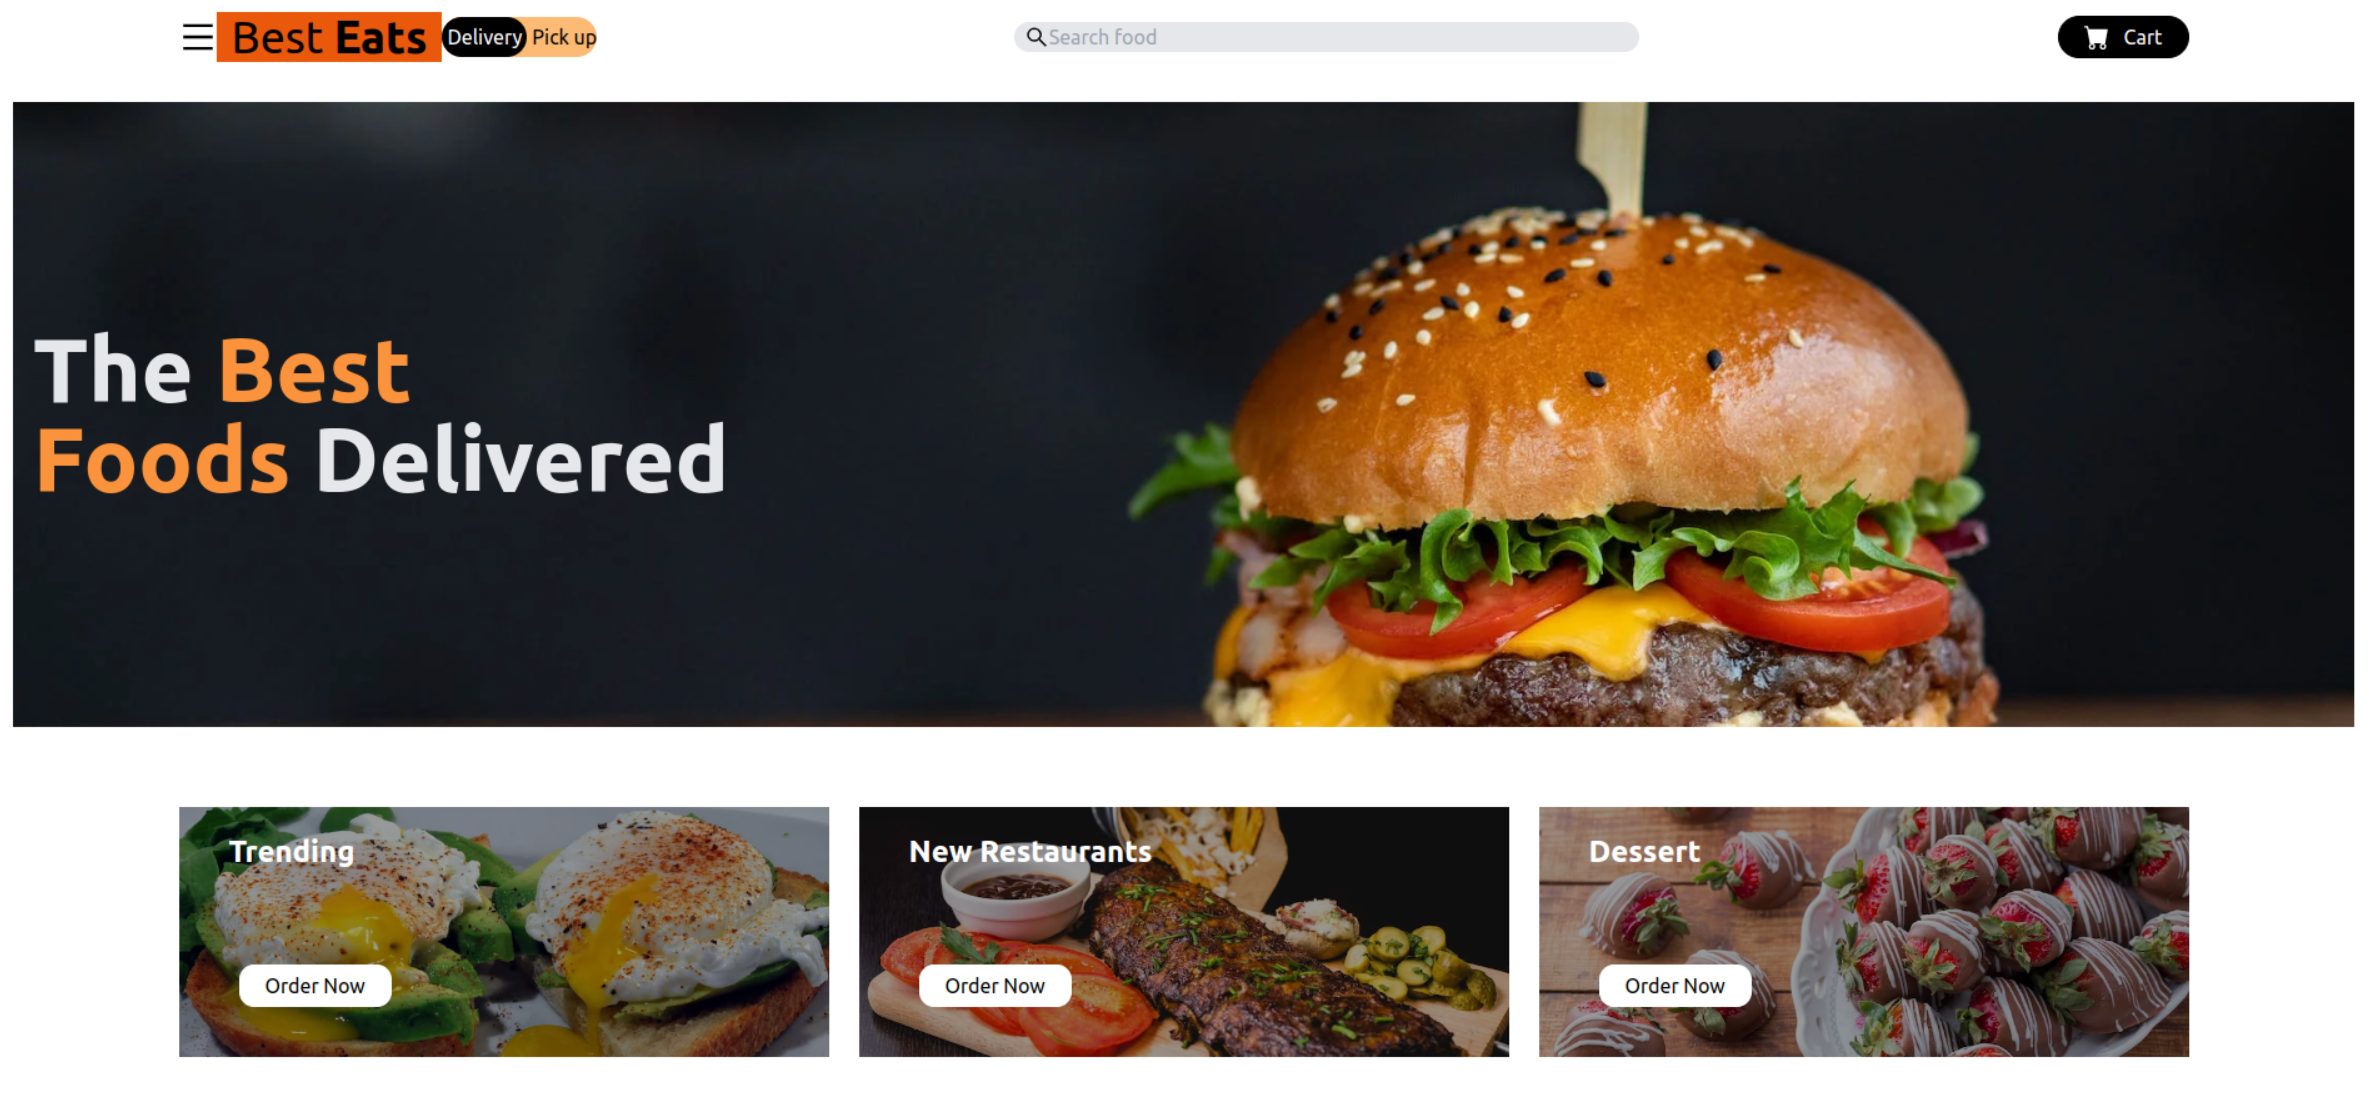 Best Eats
Delivery Pick up
Search food
Cart
The Best
Foods Delivered
Trending
Order Now
New Restaurants
Order Now
Dessert
Order Now